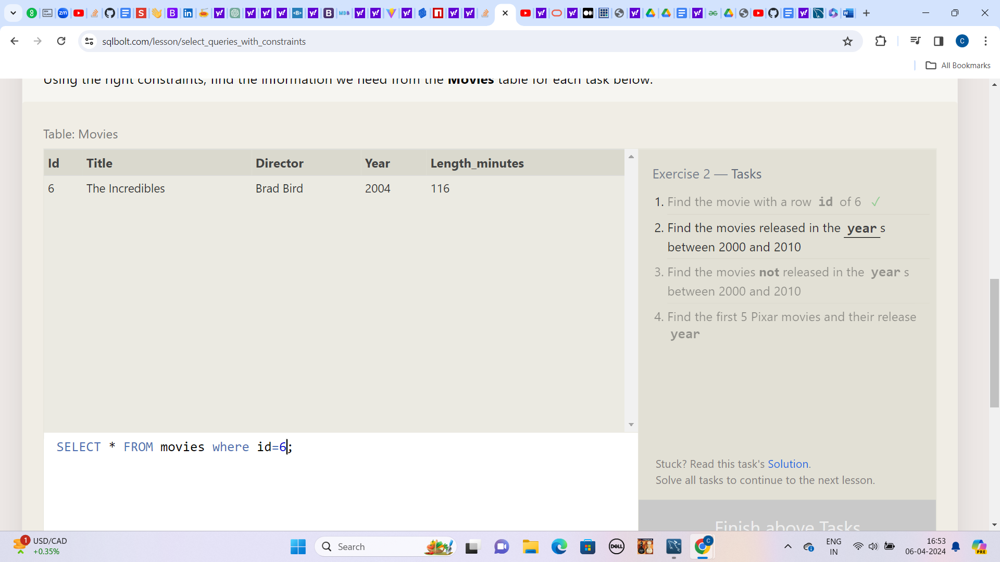 sqlbolt.com/lesson/select_queries_with_constraints
All Bookmarks
Using the right constraints, find the information we need from the Movies table for each task below.
Table: Movies
Id Title Director Year Length_minutes
6 The Incredibles Brad Bird 2004 116
Exercise 2 — Tasks
1. Find the movie with a row id of 6 ✓
2. Find the movies released in the year s
between 2000 and 2010
3. Find the movies not released in the year s
between 2000 and 2010
4. Find the first 5 Pixar movies and their release
year
SELECT * FROM movies where id=6;
Stuck? Read this task's Solution.
Solve all tasks to continue to the next lesson.
Finish above Tasks
1 USD/CAD
+0.35%
Search
DELL
ENG
IN
16:53
06-04-2024
PRE